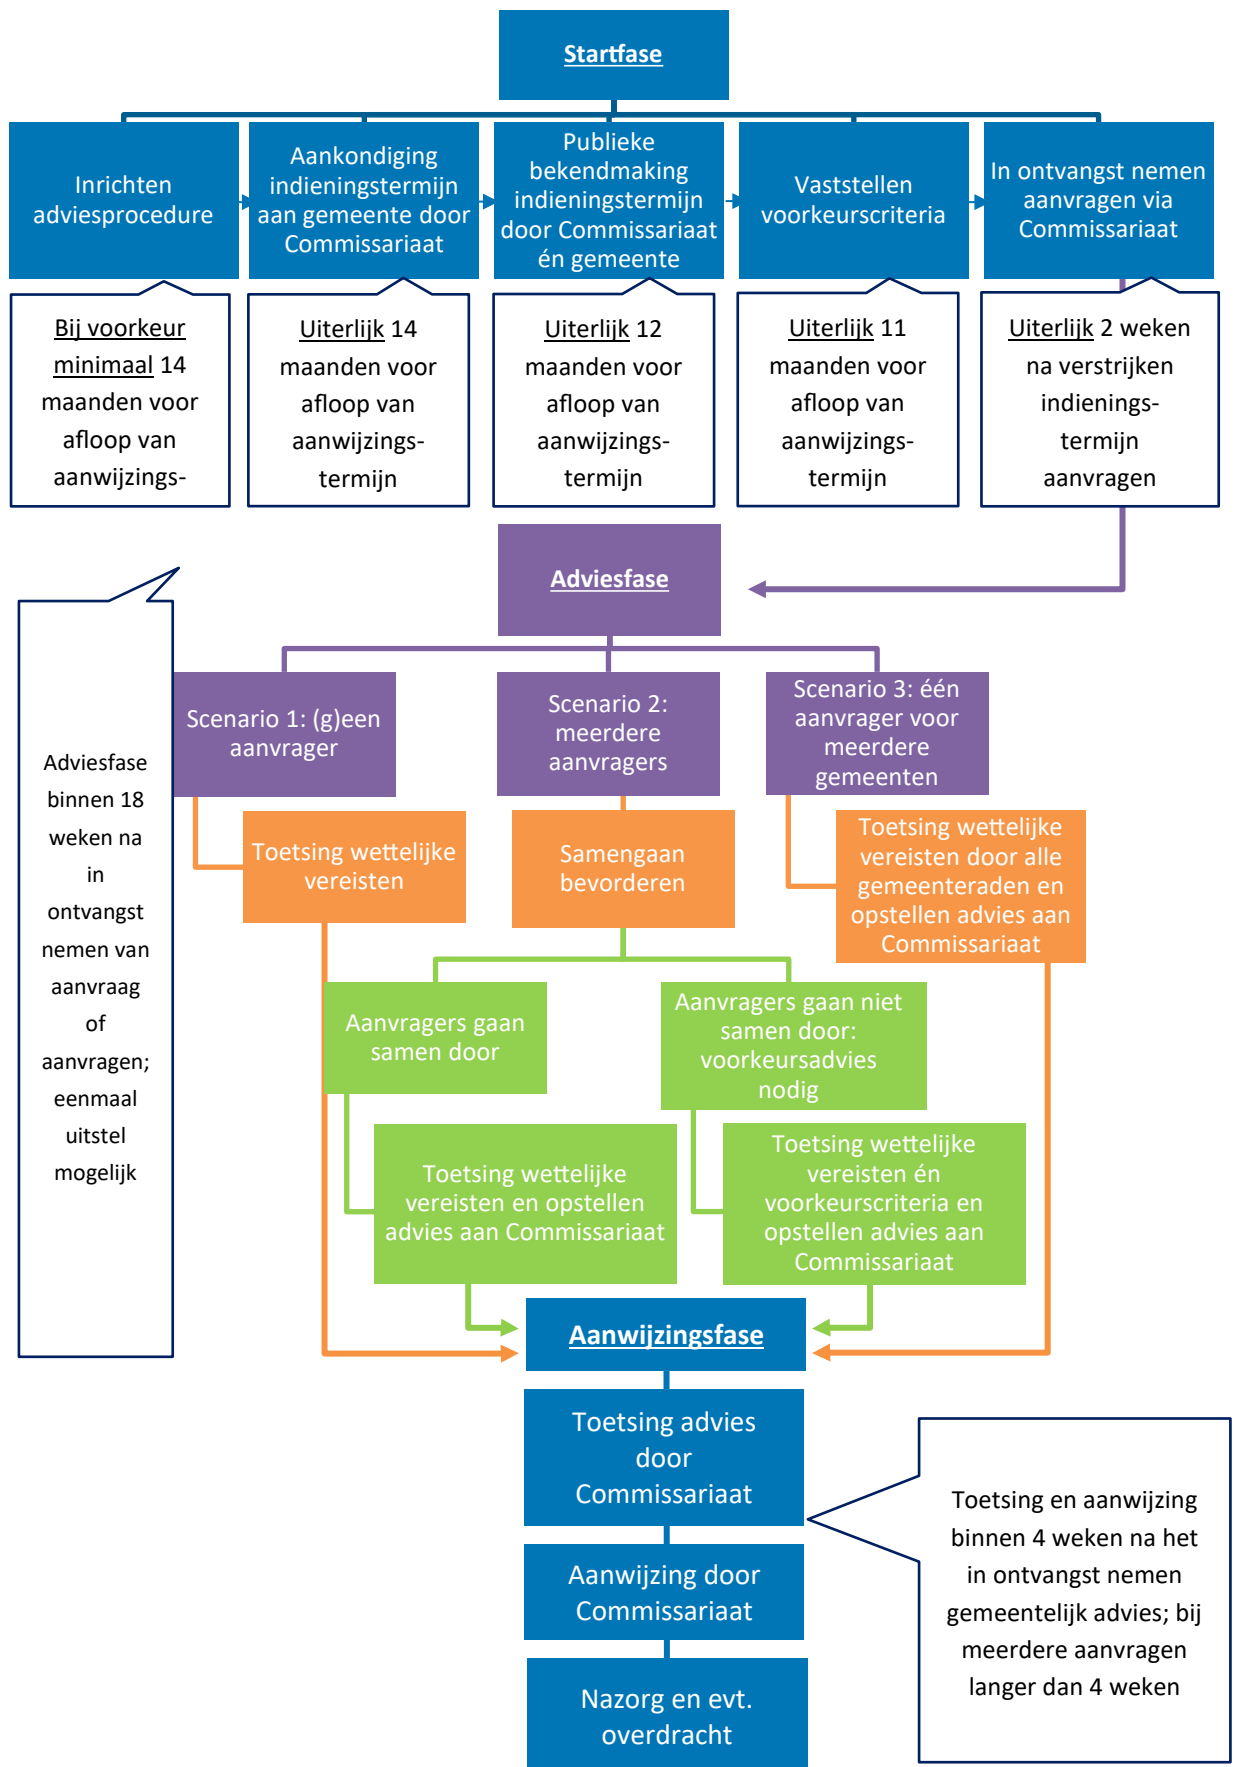 Startfase
Inrichten
adviesprocedure
Aankondiging
indieningstermijn
aan gemeente door
Commissariaat
Publieke
bekendmaking
indieningstermijn
door Commissariaat
én gemeente
Vaststellen
voorkeurscriteria
In ontvangst nemen
aanvragen via
Commissariaat
Bij voorkeur
minimaal 14
maanden voor
afloop van
aanwijzings-
Uiterlijk 14
maanden voor
afloop van
aanwijzings-
termijn
Uiterlijk 12
maanden voor
afloop van
aanwijzings-
termijn
Uiterlijk 11
maanden voor
afloop van
aanwijzings-
termijn
Uiterlijk 2 weken
na verstrijken
indienings-
termijn
aanvragen
Adviesfase
Adviesfase
binnen 18
weken na
in
ontvangst
nemen van
aanvraag
of
aanvragen;
eenmaal
uitstel
mogelijk
Scenario 1: (g)een
aanvrager
Scenario 2:
meerdere
aanvragers
Scenario 3: één
aanvrager voor
meerdere
gemeenten
Toetsing wettelijke
vereisten
Samengaan
bevorderen
Toetsing wettelijke
vereisten door alle
gemeenteraden en
opstellen advies aan
Commissariaat
Aanvragers gaan
samen door
Aanvragers gaan niet
samen door:
voorkeursadvies
nodig
Toetsing wettelijke
vereisten en opstellen
advies aan Commissariaat
Toetsing wettelijke
vereisten én
voorkeurscriteria en
opstellen advies aan
Commissariaat
Aanwijzingsfase
Toetsing advies
door
Commissariaat
Aanwijzing door
Commissariaat
Nazorg en evt.
overdracht
Toetsing en aanwijzing
binnen 4 weken na het
in ontvangst nemen
gemeentelijk advies; bij
meerdere aanvragen
langer dan 4 weken